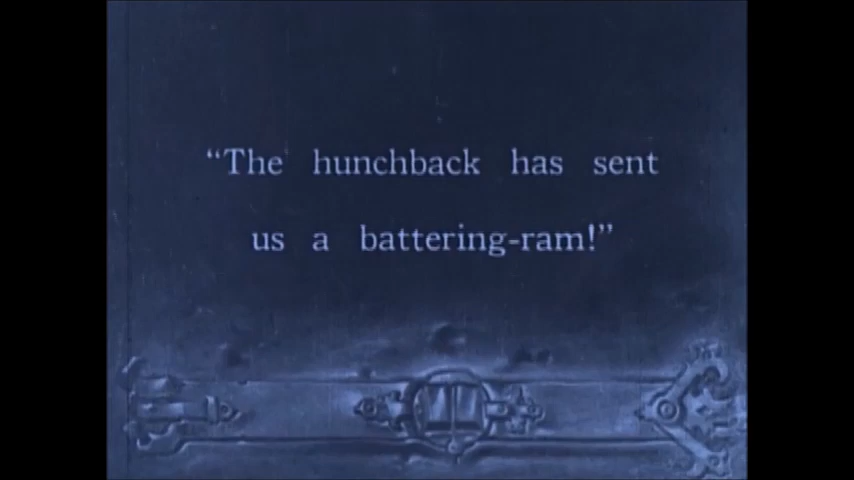 “The hunchback has sent
us a battering-ram!”